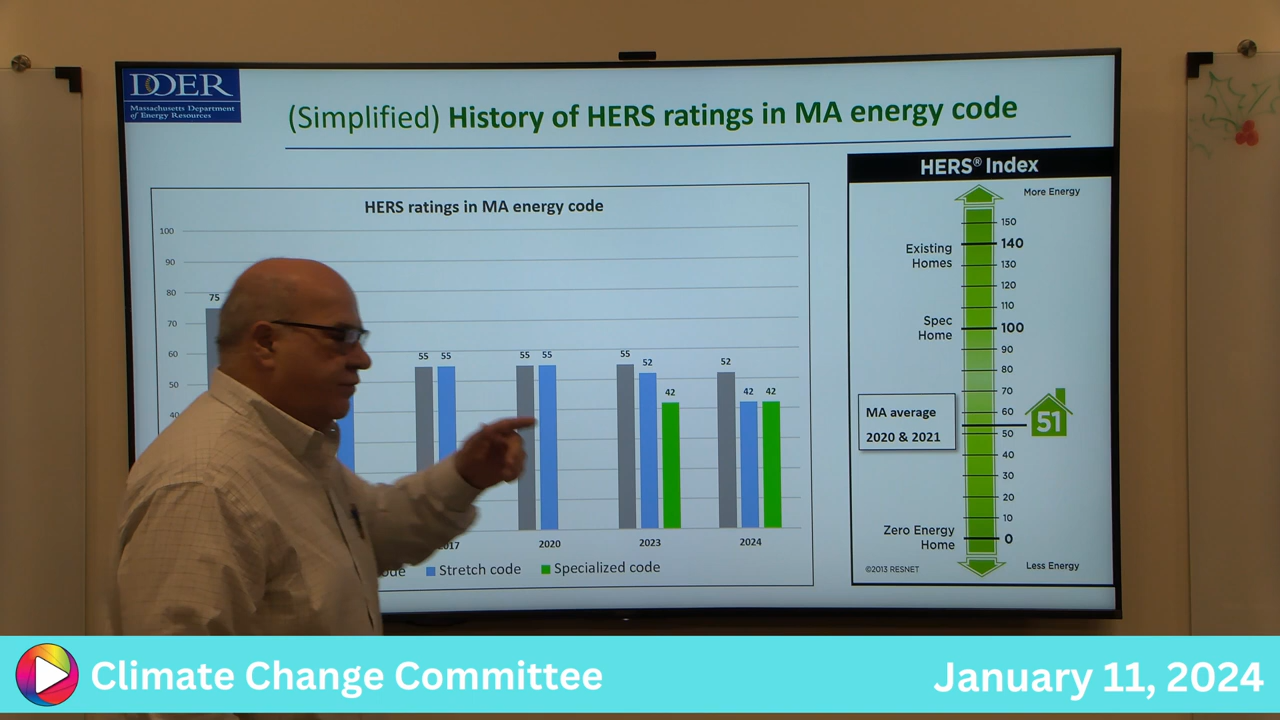 DOER
Massachusetts Department
of Energy Resources
(Simplified) History of HERS ratings in MA energy code
HERS ratings in MA energy code
100
90
80
70
60
50
40
75
55 55
55 55
55 52 42
52 42 42
2017 2020 2023 2024
Stretch code Specialized code
HERS® Index
More Energy
150
Existing
Homes
140
130
120
110
Spec
Home
100
90
80
70
60
MA average
2020 & 2021
51
50
40
30
20
10
Zero Energy
Home
0
©2013 RESNET
Less Energy
Climate Change Committee
January 11, 2024